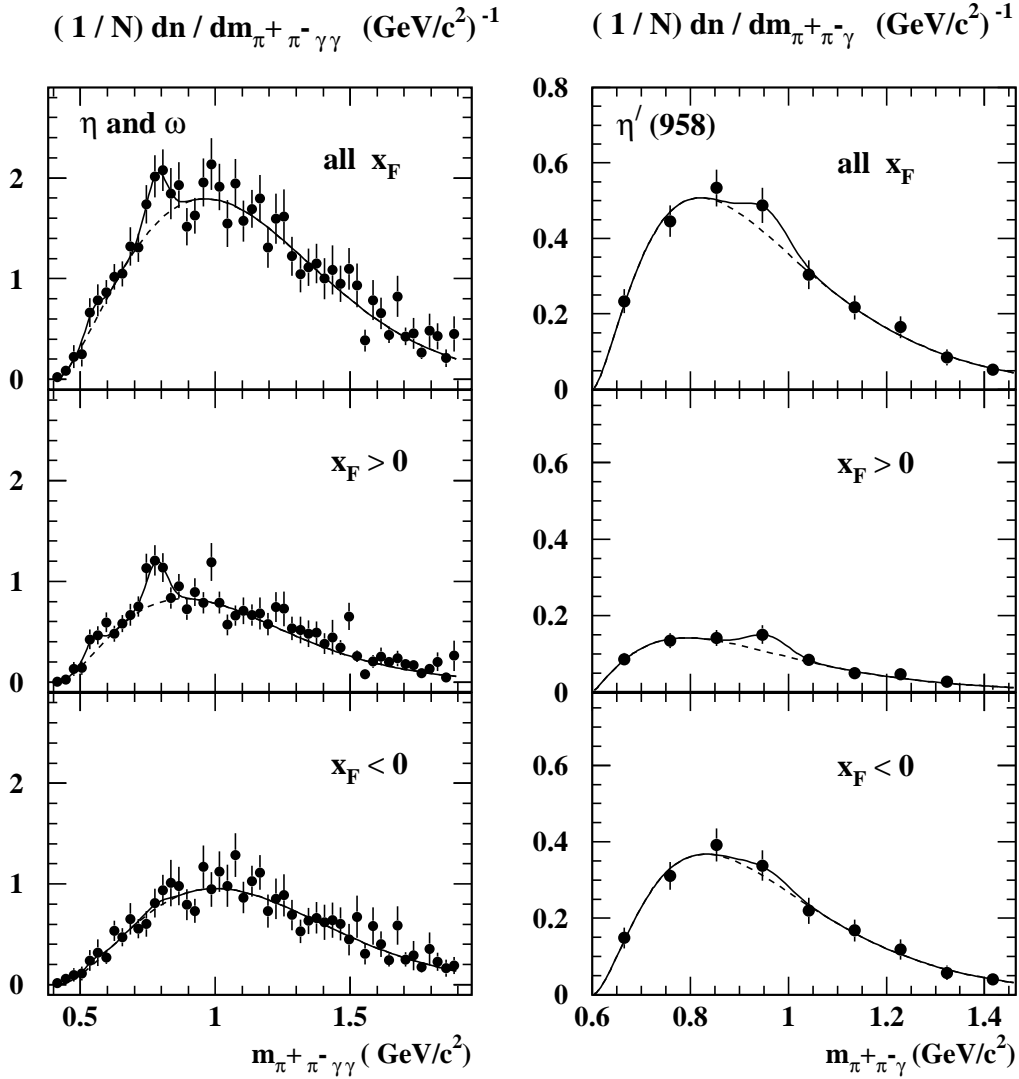 ( 1 / N) dn / dm π+ π- γγ (GeV/c²) -1
( 1 / N) dn / dm π+ π- γ (GeV/c²) -1
η and ω
all x_F
2
1
0
x_F > 0
2
1
0
x_F < 0
2
1
0
0.5 1 1.5
m π+ π- γγ ( GeV/c²)
0.8
η′ (958)
all x_F
0.6
0.4
0.2
0
x_F > 0
0.6
0.4
0.2
0
x_F < 0
0.6
0.4
0.2
0
0.6 0.8 1 1.2 1.4
m π+ π- γ (GeV/c²)